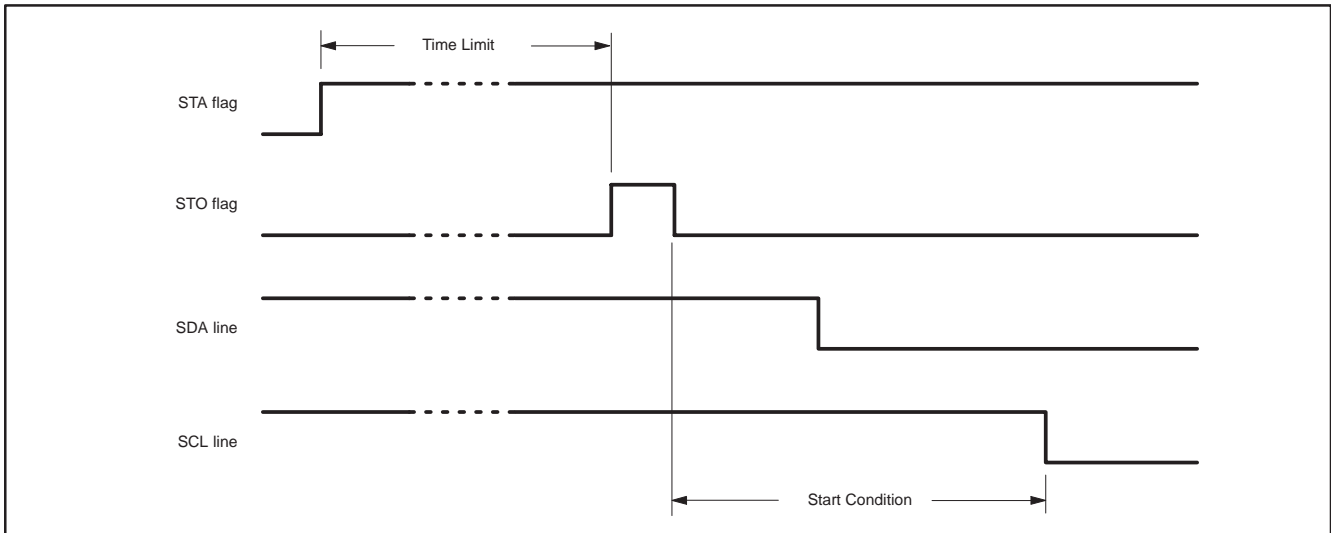 Time Limit
STA flag
STO flag
SDA line
SCL line
Start Condition